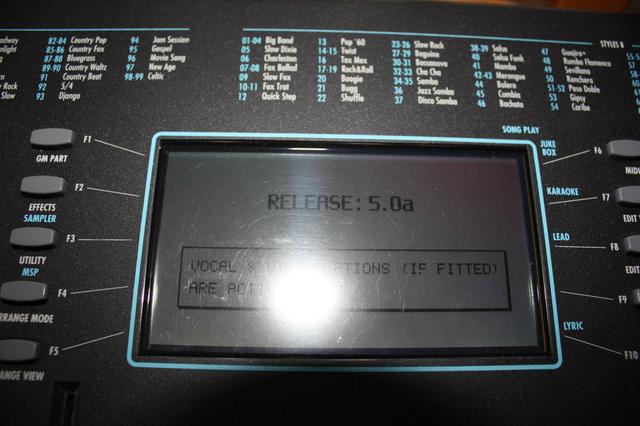 82-84 Country Pop
85-86 Country Fox
87-88 Bluegrass
89-90 Country Waltz
91 Country Beat
92 5/4
93 Django
94 Jam Session
95 Gospel
96 Movie Song
97 New Age
98-99 Celtic
01-04 Big Band
05 Slow Dixie
06 Charleston
07-08 Fox Ballad
09 Slow Fox
10-11 Fox Trot
12 Quick Step
13 Pop '60
14-15 Twist
16 Tex Mex
17-19 Rock&Roll
20 Boogie
21 Bugg
22 Shuffle
23-26 Slow Rock
27-29 Beguine
30-31 Bossanova
32-33 Cha Cha
34-35 Samba
36 Jazz Samba
37 Disco Samba
38-39 Salsa
40 Salsa Funk
41 Mambo
42-43 Merengue
44 Bolero
45 Cumbia
46 Bachata
47 Guajira
48 Rumba Flamenco
49 Sevillana
50 Ranchera
51-52 Paso Doble
53 Gipsy
54 Caribe
STYLES B
SONG PLAY
F1
GM PART
F2
EFFECTS
SAMPLER
F3
UTILITY
MSP
F4
ARRANGE MODE
F5
RELEASE: 5.0a
(IF FITTED)
ARE
JUKE
BOX
F6
KARAOKE
F7
EDIT
LEAD
F8
EDIT
F9
LYRIC
F10